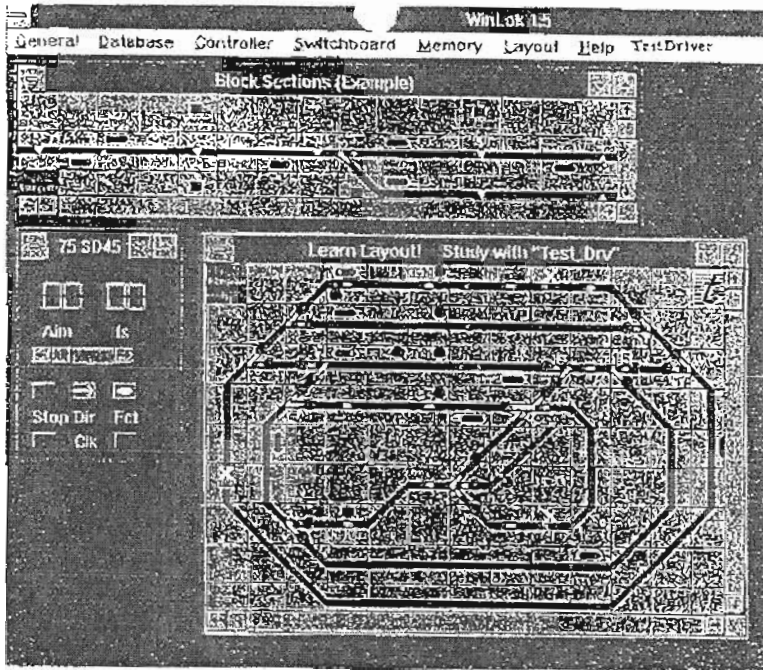 WinLok 1.5
General Database Controller Switchboard Memory Layout Help TestDriver
Block Sections (Example)
75 SD45
Learn Layout! Study with "Test_Drv"
Aim Is
Stop Dir Fct
Clk